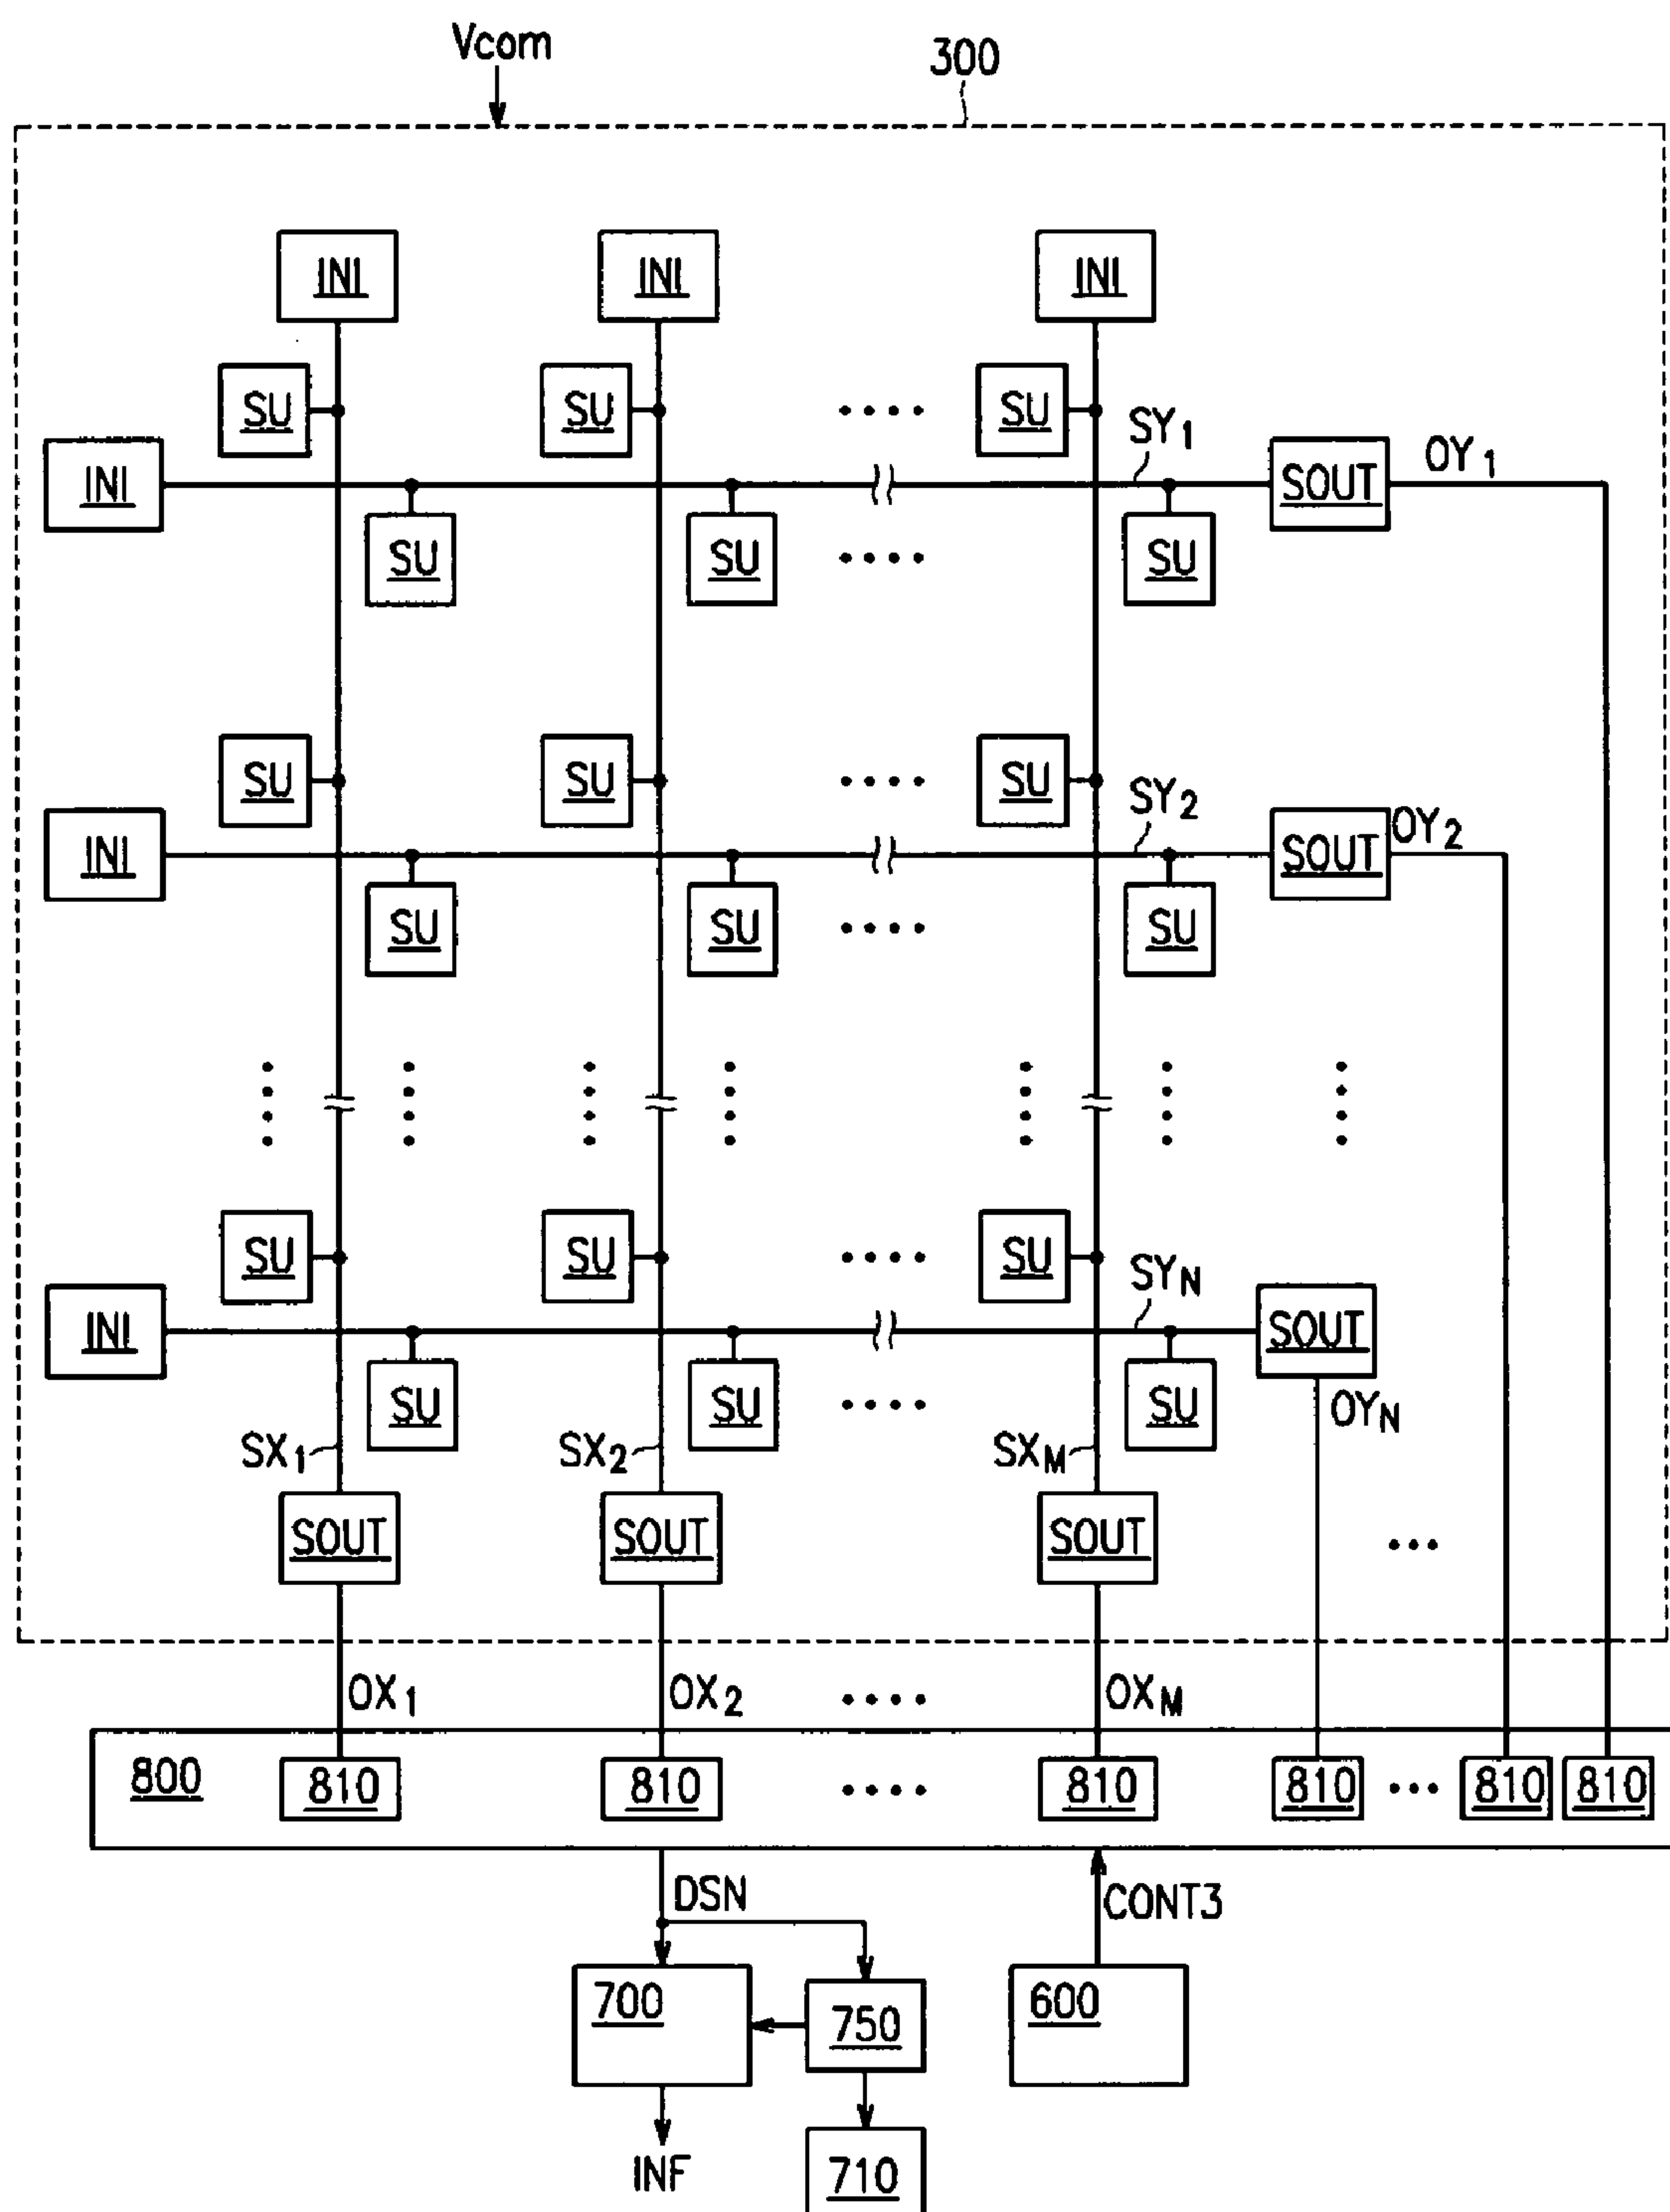 Vcom
300
INI INI INI
SU SU SU
SY1
OY1
INI SOUT
SU SU SU
SU SU SU
SY2
OY2
INI SOUT
SU SU SU
SU SU SU
SYN
INI SOUT
SU SU SU
OYN
SX1 SX2 SXM
SOUT SOUT SOUT
OX1 OX2 OXM
800 810 810 810 810 810 810
DSN CONT3
700 750 600
INF 710